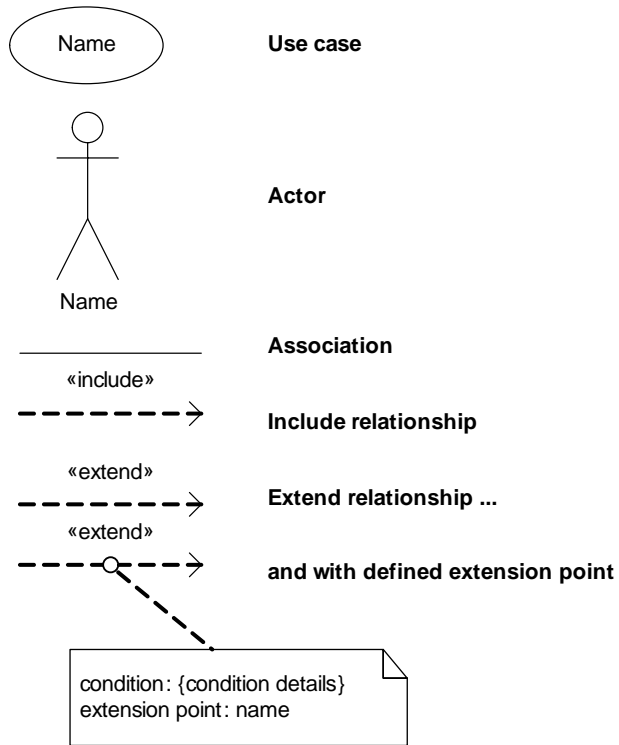 Name
Use case
Actor
Name
Association
«include»
Include relationship
«extend»
Extend relationship ...
«extend»
and with defined extension point
condition: {condition details}
extension point: name